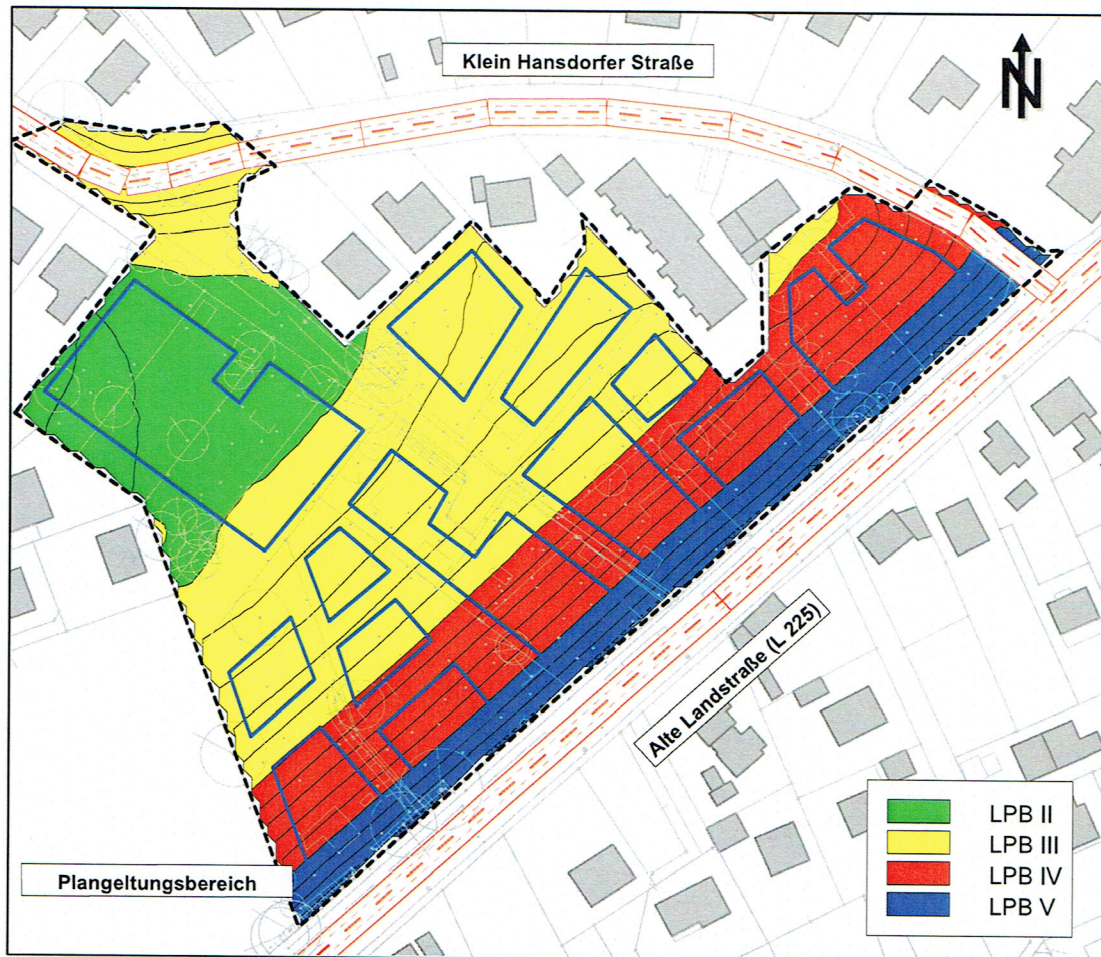 Klein Hansdorfer Straße
N
Alte Landstraße (L 225)
Plangeltungsbereich
LPB II
LPB III
LPB IV
LPB V